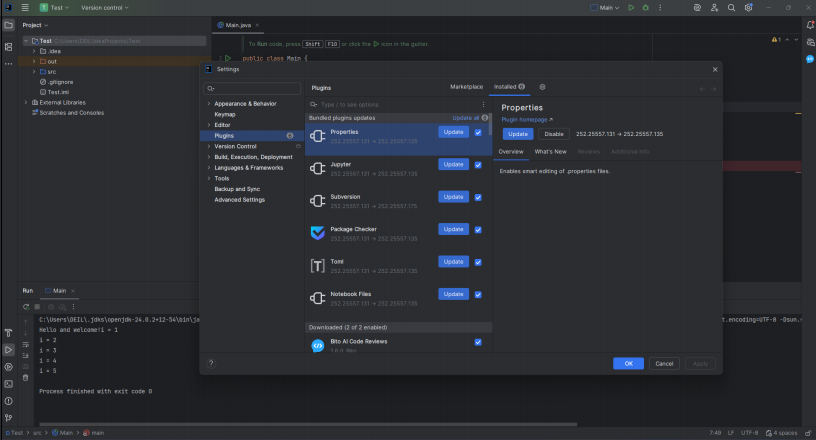 Test
Version control
Main
Project
Main.java
Test C:\Users\DEIL\IdeaProjects\Test
.idea
out
src
.gitignore
Test.iml
External Libraries
Scratches and Consoles
To Run code, press Shift F10 or click the icon in the gutter.
public class Main {
1
Settings
Appearance & Behavior
Keymap
Editor
Plugins
Version Control
Build, Execution, Deployment
Languages & Frameworks
Tools
Backup and Sync
Advanced Settings
Plugins
Marketplace
Installed
Type / to see options
Bundled plugins updates
Update all
Properties
252.25557.131 → 252.25557.135
Update
Jupyter
252.25557.131 → 252.25557.135
Update
Subversion
252.25557.131 → 252.25557.175
Update
Package Checker
252.25557.131 → 252.25557.135
Update
Toml
252.25557.131 → 252.25557.135
Update
Notebook Files
252.25557.131 → 252.25557.135
Update
Downloaded (2 of 2 enabled)
Bito AI Code Reviews
Properties
Plugin homepage ↗
Update
Disable
252.25557.131 → 252.25557.135
Overview
What's New
Reviews
Additional Info
Enables smart editing of .properties files.
?
OK
Cancel
Apply
Run
Main
C:\Users\DEIL\.jdks\openjdk-24.0.2+12-54\bin\ja
t.encoding=UTF-8 -Dsun.s
Hello and welcome!i = 1
i = 2
i = 3
i = 4
i = 5
Process finished with exit code 0
Test > src > Main > main
7:49
LF
UTF-8
4 spaces